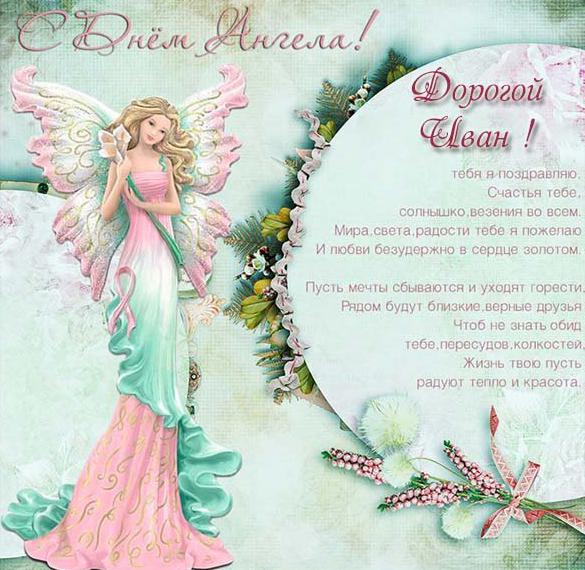 С Днём Ангела!
Дорогой
Иван !
тебя я поздравляю.
Счастья тебе,
солнышко,везения во всем.
Мира,света,радости тебе я пожелаю
И любви безудержно в сердце золотом.
Пусть мечты сбываются и уходят горести,
Рядом будут близкие,верные друзья
Чтоб не знать обид
тебе,пересудов,колкостей,
Жизнь твою пусть
радуют тепло и красота.